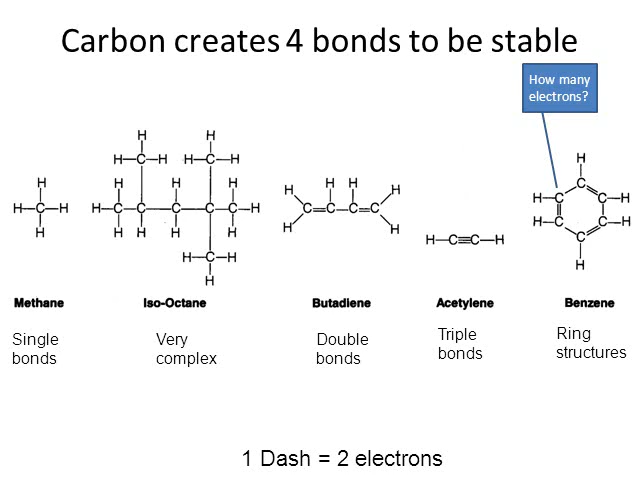 Carbon creates 4 bonds to be stable
How many
electrons?
H H H
H–C–H H–C–H
H H H H H H H
H–C–H H–C–C–C–C–C–H C=C–C=C H–C C–H
H H H H H H H H H–C≡C–H H–C C–H
H–C–H C
H H
Methane Iso-Octane Butadiene Acetylene Benzene
Single Very Double Triple Ring
bonds complex bonds bonds structures
1 Dash = 2 electrons